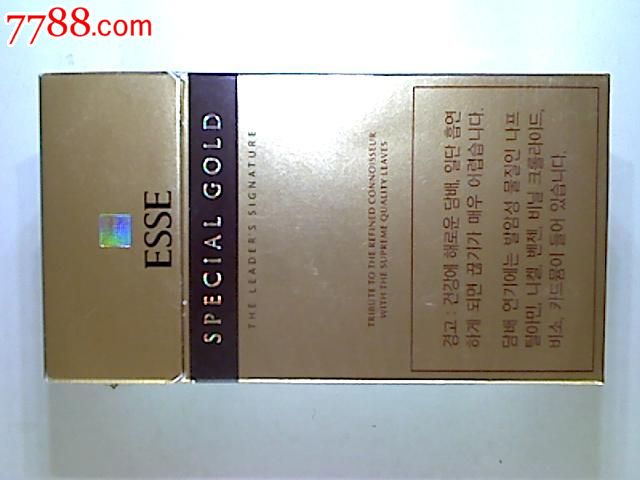 7788.com
ESSE
SPECIAL GOLD
THE LEADER'S SIGNATURE
TRIBUTE TO THE REFINED CONNOISSEUR
WITH THE SUPREME QUALITY LEAVES
경고 : 건강에 해로운 담배, 일단 흡연
하게 되면 끊기가 매우 어렵습니다.
담배 연기에는 발암성 물질인 나프
틸아민, 니켈, 벤젠, 비닐 크롤라이드,
비소, 카드뮴이 들어 있습니다.